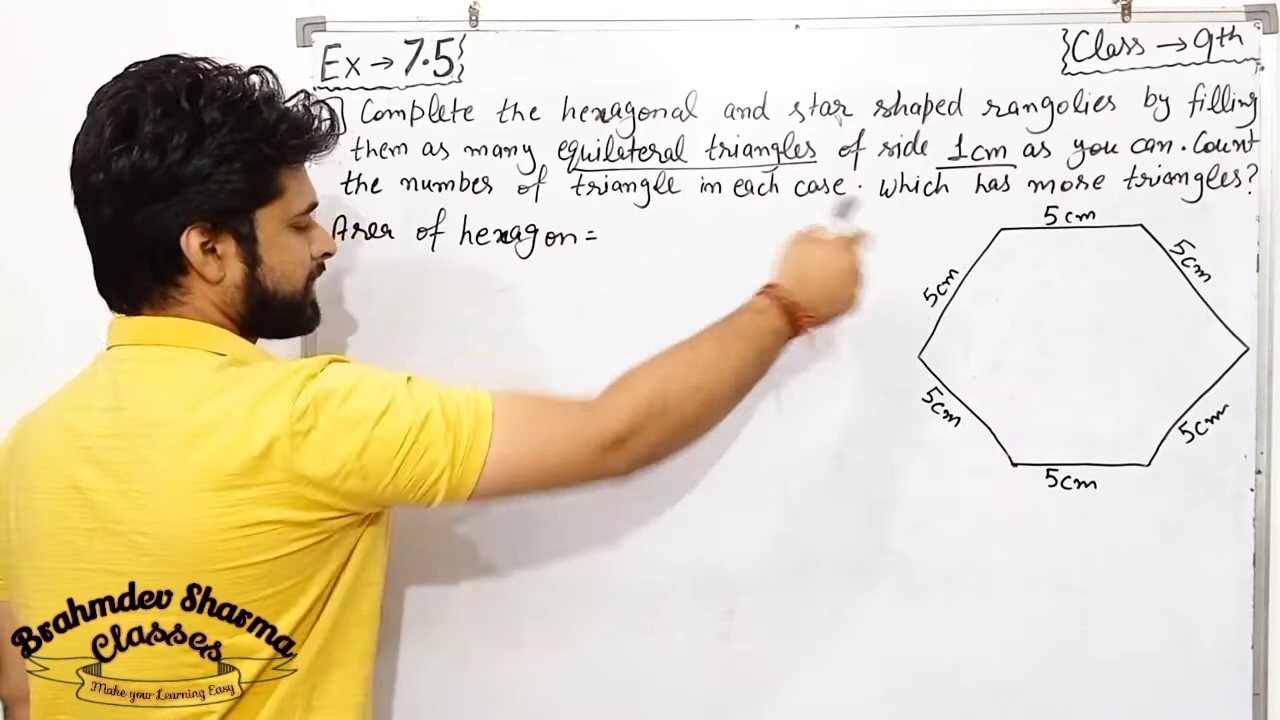 Ex → 7.5
Class → 9th
Complete the hexagonal and star shaped rangolies by filling
them as many equilateral triangles of side 1cm as you can. Count
the number of triangle in each case. Which has more triangles?
Area of hexagon =
5cm
5cm
5cm
5cm
5cm
5cm
Brahmdev Sharma
Classes
Make your Learning Easy